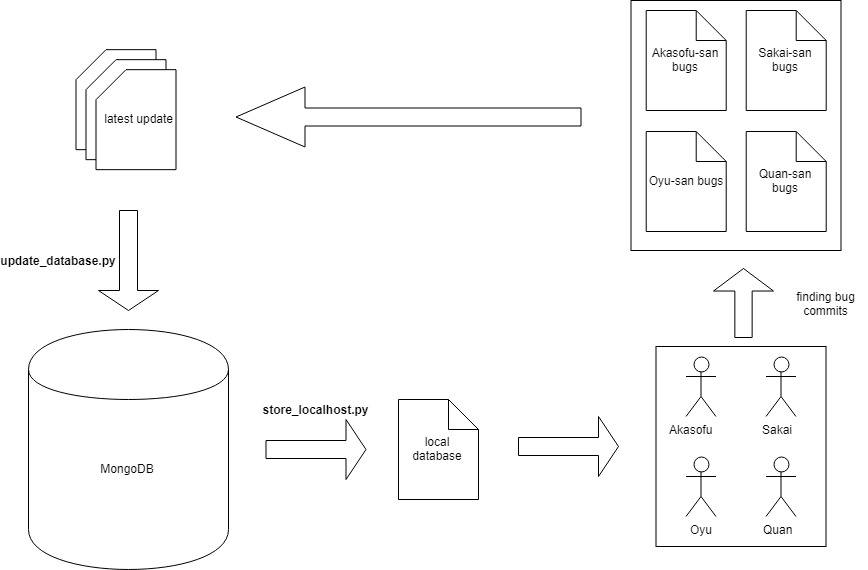 Akasofu-san
bugs
Sakai-san
bugs
latest update
Oyu-san bugs
Quan-san
bugs
update_database.py
finding bug
commits
store_localhost.py
Akasofu
Sakai
local
database
MongoDB
Oyu
Quan